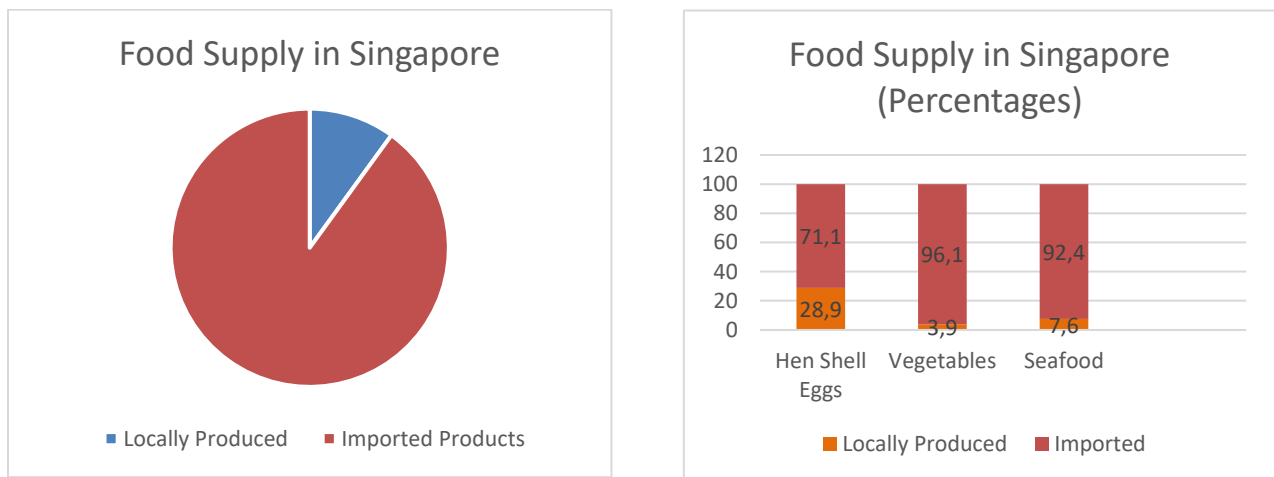 Food Supply in Singapore
Locally Produced Imported Products
Food Supply in Singapore
(Percentages)
120
100
80
60
40
20
0
71,1
96,1
92,4
28,9
3,9
7,6
Hen Shell
Eggs
Vegetables
Seafood
Locally Produced Imported